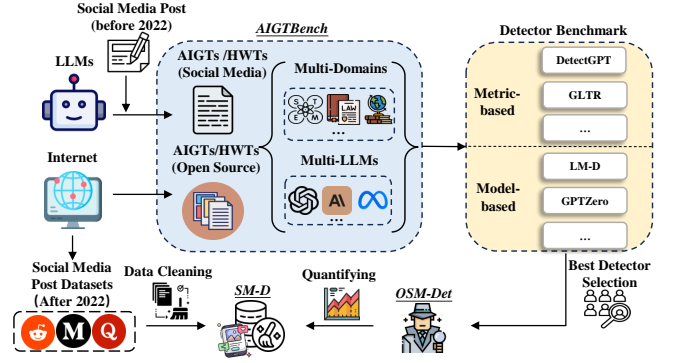 Social Media Post
(before 2022)
LLMs
Internet
Social Media
Post Datasets
(After 2022)
M
Q
AIGTBench
AIGTs /HWTs
(Social Media)
AIGTs/HWTs
(Open Source)
Multi-Domains
S T
E M
LAW
...
Multi-LLMs
A\
...
Detector Benchmark
Metric-
based
DetectGPT
GLTR
...
Model-
based
LM-D
GPTZero
...
Data Cleaning
SM-D
Quantifying
OSM-Det
Best Detector
Selection